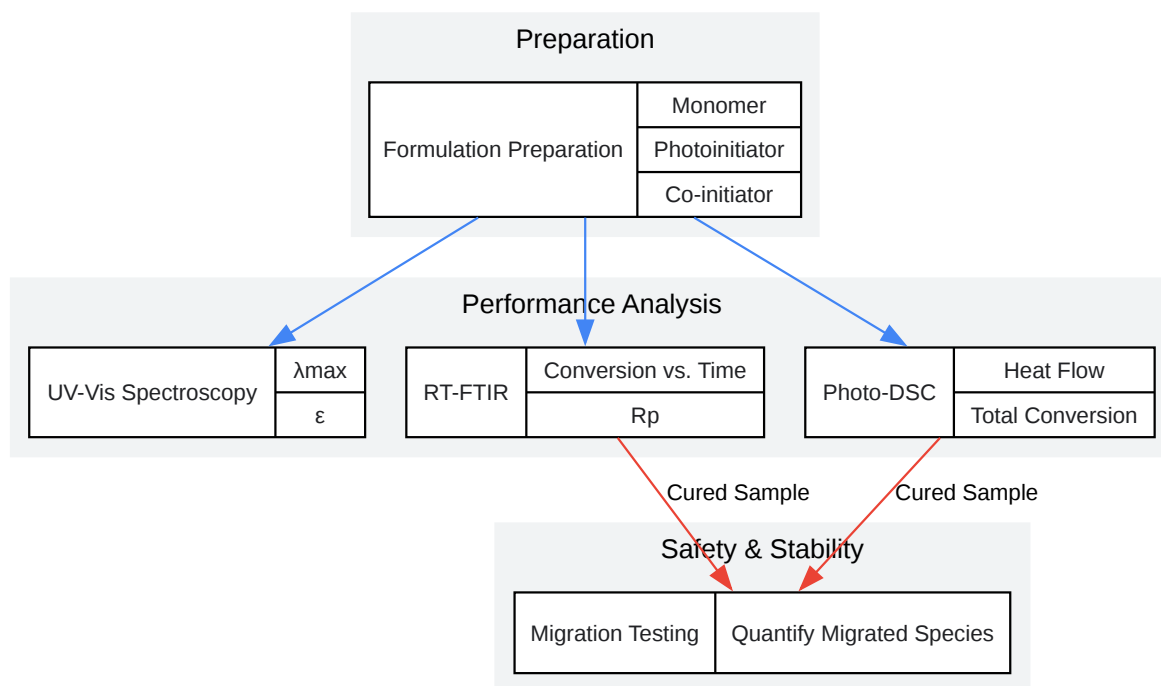 Preparation
Formulation Preparation
Monomer
Photoinitiator
Co-initiator
Performance Analysis
UV-Vis Spectroscopy
λmax
ε
RT-FTIR
Conversion vs. Time
Rp
Photo-DSC
Heat Flow
Total Conversion
Cured Sample
Cured Sample
Safety & Stability
Migration Testing
Quantify Migrated Species